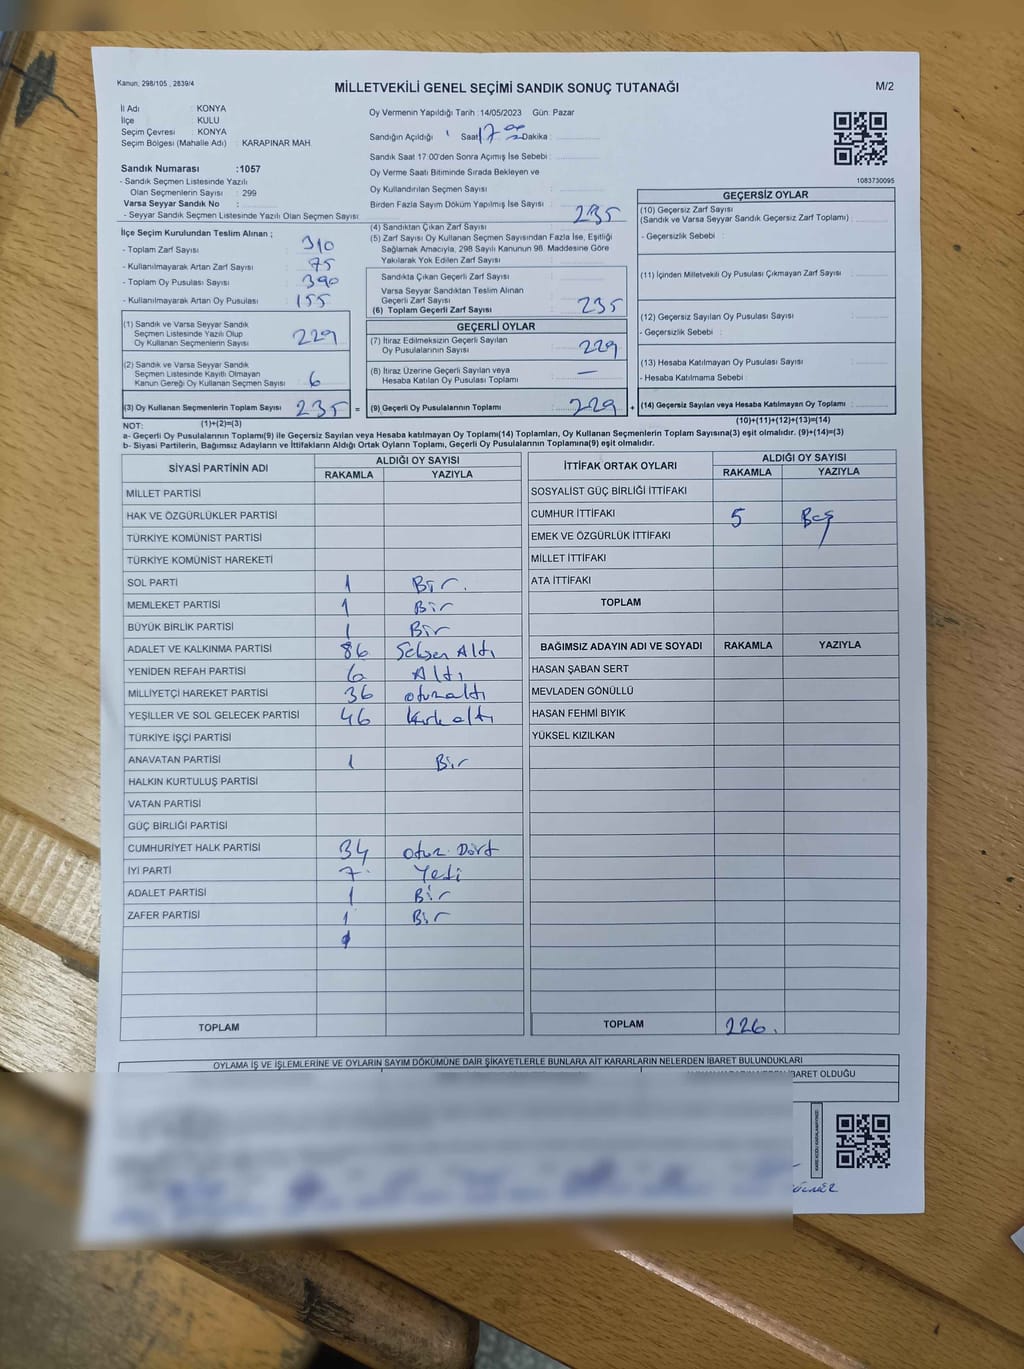 Kanun; 298/105 , 2839/4
MİLLETVEKİLİ GENEL SEÇİMİ SANDIK SONUÇ TUTANAĞI
M/2
İl Adı : KONYA
İlçe : KULU
Seçim Çevresi : KONYA
Seçim Bölgesi (Mahalle Adı) : KARAPINAR MAH.
Sandık Numarası :1057
- Sandık Seçmen Listesinde Yazılı
Olan Seçmenlerin Sayısı : 299
Varsa Seyyar Sandık No :
- Seyyar Sandık Seçmen Listesinde Yazılı Olan Seçmen Sayısı:
Oy Vermenin Yapıldığı Tarih :14/05/2023 Gün: Pazar
Sandığın Açıldığı : Saat 17 00 Dakika :
Sandık Saat 17:00'den Sonra Açımış İse Sebebi :
Oy Verme Saati Bitiminde Sırada Bekleyen ve
Oy Kullandırılan Seçmen Sayısı :
Birden Fazla Sayım Döküm Yapılmış İse Sayısı :
1083730095
İlçe Seçim Kurulundan Teslim Alınan ;
- Toplam Zarf Sayısı : 310
- Kullanılmayarak Artan Zarf Sayısı : 75
- Toplam Oy Pusulası Sayısı : 390
- Kullanılmayarak Artan Oy Pusulası : 155
(1) Sandık ve Varsa Seyyar Sandık
Seçmen Listesinde Yazılı Olup
Oy Kullanan Seçmenlerin Sayısı : 229
(2) Sandık ve Varsa Seyyar Sandık
Seçmen Listesinde Kayıtlı Olmayan
Kanun Gereği Oy Kullanan Seçmen Sayısı : 6
(3) Oy Kullanan Seçmenlerin Toplam Sayısı : 235 =
(1)+(2)=(3)
(4) Sandıktan Çıkan Zarf Sayısı : 235
(5) Zarf Sayısı Oy Kullanan Seçmen Sayısından Fazla İse, Eşitliği
Sağlamak Amacıyla, 298 Sayılı Kanunun 98. Maddesine Göre
Yakılarak Yok Edilen Zarf Sayısı :
Sandıkta Çıkan Geçerli Zarf Sayısı :
Varsa Seyyar Sandıktan Teslim Alınan
Geçerli Zarf Sayısı :
(6) Toplam Geçerli Zarf Sayısı : 235
GEÇERLİ OYLAR
(7) İtiraz Edilmeksizin Geçerli Sayılan
Oy Pusulalarının Sayısı : 229
(8) İtiraz Üzerine Geçerli Sayılan veya
Hesaba Katılan Oy Pusulası Toplamı : —
(9) Geçerli Oy Pusulalarının Toplamı : 229 +
GEÇERSİZ OYLAR
(10) Geçersiz Zarf Sayısı
(Sandık ve Varsa Seyyar Sandık Geçersiz Zarf Toplamı) :
- Geçersizlik Sebebi :
(11) İçinden Milletvekili Oy Pusulası Çıkmayan Zarf Sayısı :
(12) Geçersiz Sayılan Oy Pusulası Sayısı :
- Geçersizlik Sebebi :
(13) Hesaba Katılmayan Oy Pusulası Sayısı :
- Hesaba Katılmama Sebebi :
(14) Geçersiz Sayılan veya Hesaba Katılmayan Oy Toplamı :
(10)+(11)+(12)+(13)=(14)
NOT:
a- Geçerli Oy Pusulalarının Toplamı(9) ile Geçersiz Sayılan veya Hesaba katılmayan Oy Toplamı(14) Toplamları, Oy Kullanan Seçmenlerin Toplam Sayısına(3) eşit olmalıdır. (9)+(14)=(3)
b- Siyasi Partilerin, Bağımsız Adayların ve İttifakların Aldığı Ortak Oyların Toplamı, Geçerli Oy Pusulalarının Toplamına(9) eşit olmalıdır.
SİYASİ PARTİNİN ADI
ALDIĞI OY SAYISI
RAKAMLA YAZIYLA
MİLLET PARTİSİ
HAK VE ÖZGÜRLÜKLER PARTİSİ
TÜRKİYE KOMÜNİST PARTİSİ
TÜRKİYE KOMÜNİST HAREKETİ
SOL PARTİ 1 Bir.
MEMLEKET PARTİSİ 1 Bir
BÜYÜK BİRLİK PARTİSİ 1 Bir
ADALET VE KALKINMA PARTİSİ 86 Seksen Altı
YENİDEN REFAH PARTİSİ 6 Altı
MİLLİYETÇİ HAREKET PARTİSİ 36 otuzaltı
YEŞİLLER VE SOL GELECEK PARTİSİ 46 kırk altı
TÜRKİYE İŞÇİ PARTİSİ
ANAVATAN PARTİSİ 1 Bir
HALKIN KURTULUŞ PARTİSİ
VATAN PARTİSİ
GÜÇ BİRLİĞİ PARTİSİ
CUMHURİYET HALK PARTİSİ 34 otuz Dört
İYİ PARTİ 7 Yedi
ADALET PARTİSİ 1 Bir
ZAFER PARTİSİ 1 Bir
TOPLAM
İTTİFAK ORTAK OYLARI
ALDIĞI OY SAYISI
RAKAMLA YAZIYLA
SOSYALİST GÜÇ BİRLİĞİ İTTİFAKI
CUMHUR İTTİFAKI 5 Beş
EMEK VE ÖZGÜRLÜK İTTİFAKI
MİLLET İTTİFAKI
ATA İTTİFAKI
TOPLAM
BAĞIMSIZ ADAYIN ADI VE SOYADI RAKAMLA YAZIYLA
HASAN ŞABAN SERT
MEVLADEN GÖNÜLLÜ
HASAN FEHMİ BIYIK
YÜKSEL KIZILKAN
TOPLAM 226.
OYLAMA İŞ VE İŞLEMLERİNE VE OYLARIN SAYIM DÖKÜMÜNE DAİR ŞİKAYETLERLE BUNLARA AİT KARARLARIN NELERDEN İBARET BULUNDUKLARI
BARET OLDUĞU
KARE KODU KARALAMAYINIZ!